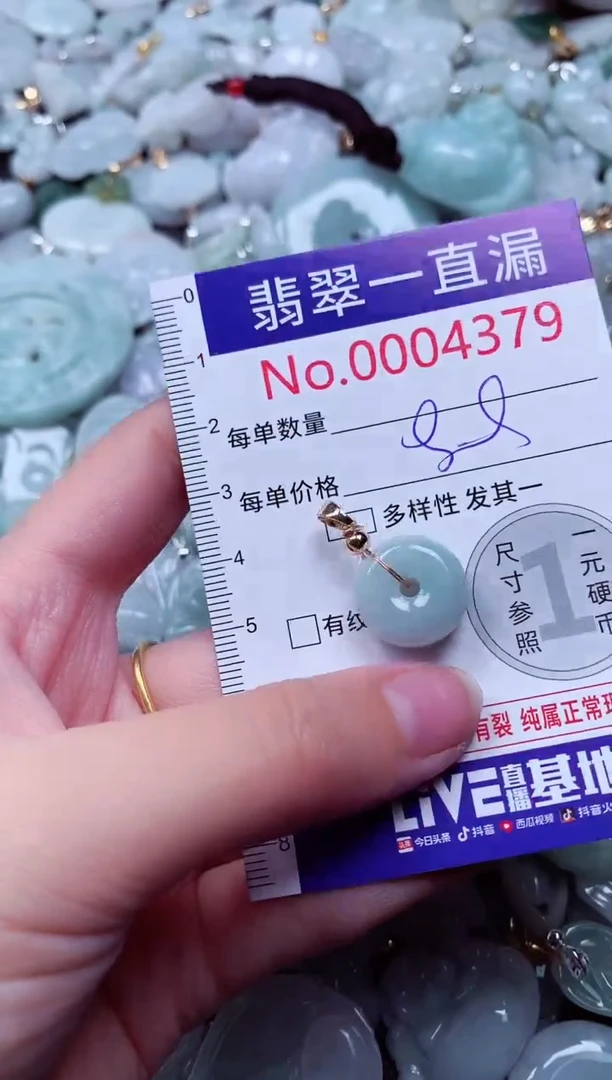 翡翠一直漏
No.0004379
每单数量
每单价格
多样性 发其一
有纹
尺寸参照
1
一元硬币
有裂 纯属正常
LiVE直播基地
今日头条 抖音 西瓜视频 抖音火
0
1
2
3
4
5
8